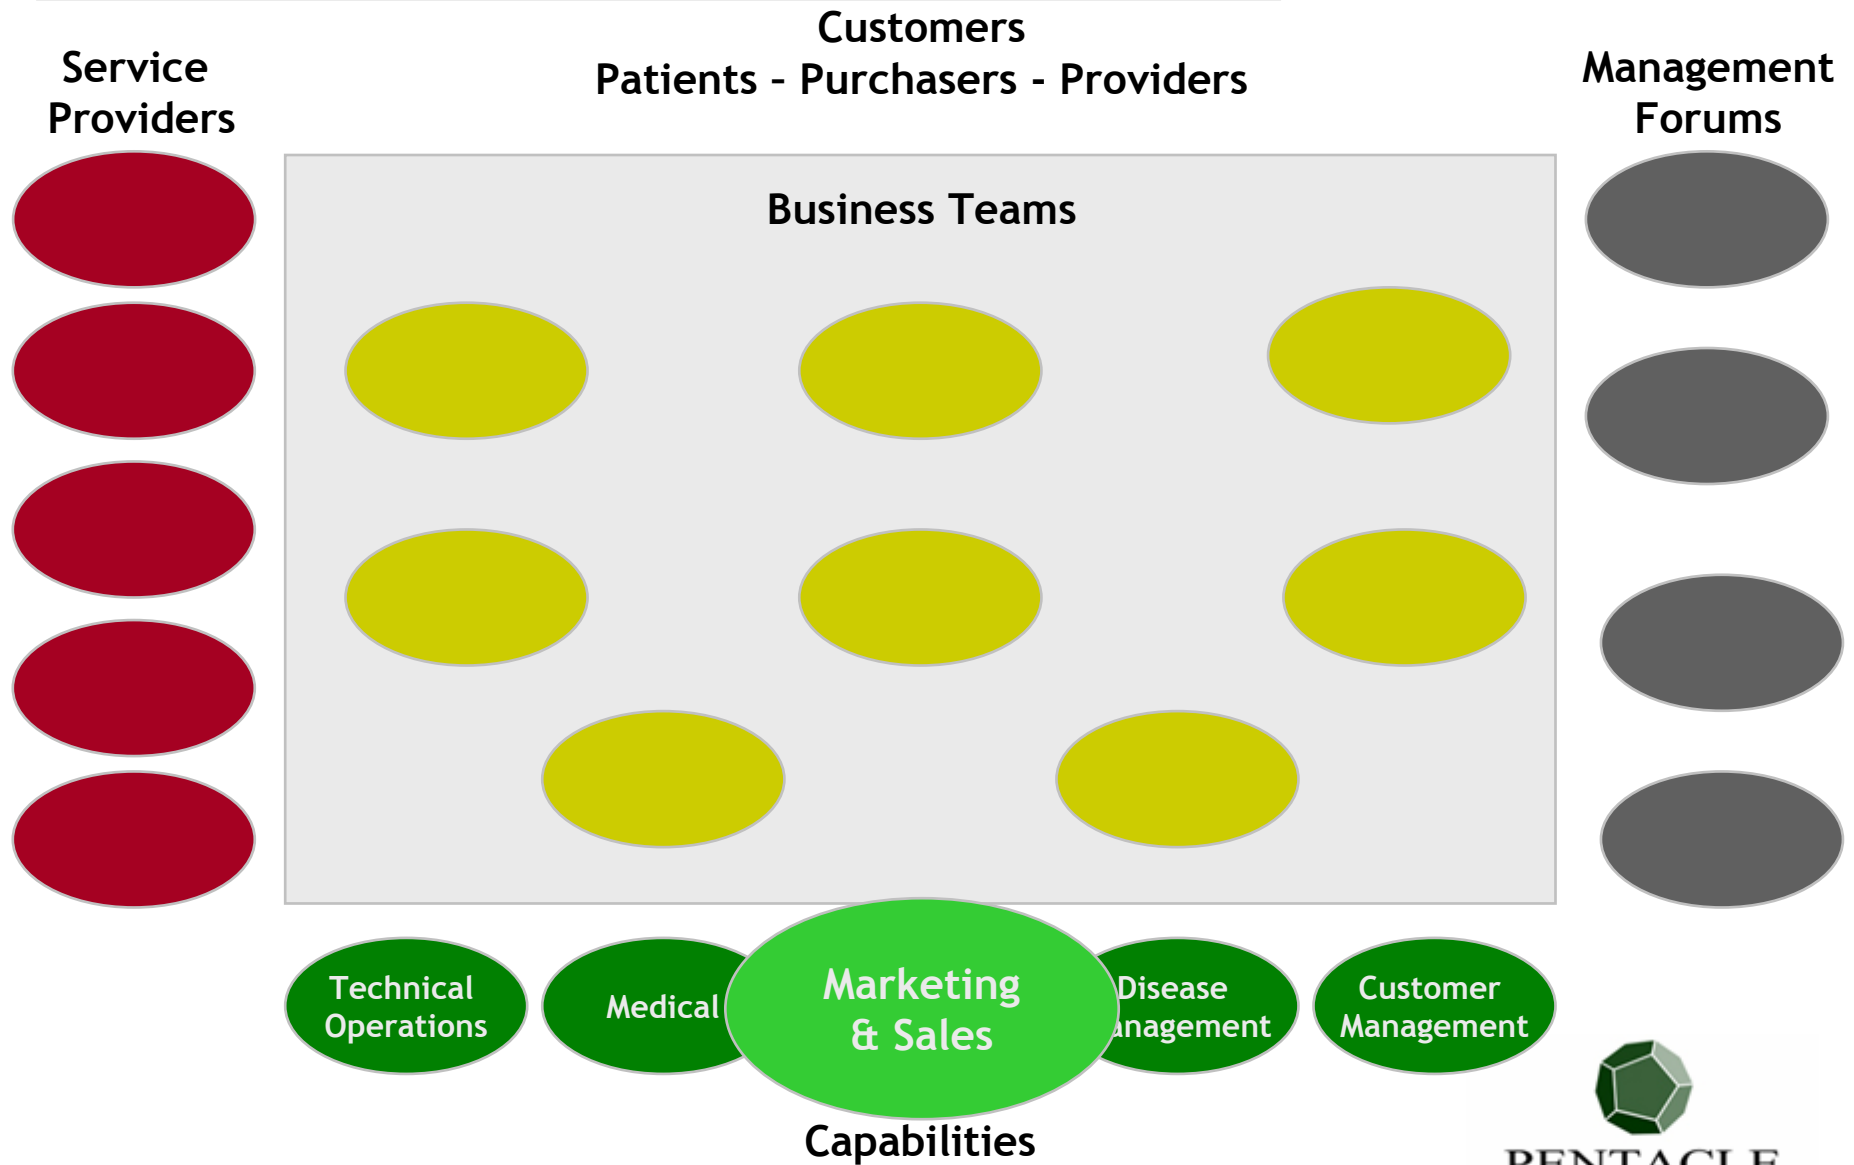 Customers
Patients – Purchasers - Providers
Service
Providers
Management
Forums
Business Teams
Technical
Operations
Medical
Marketing
& Sales
Disease
anagement
Customer
Management
Capabilities
PENTACLE